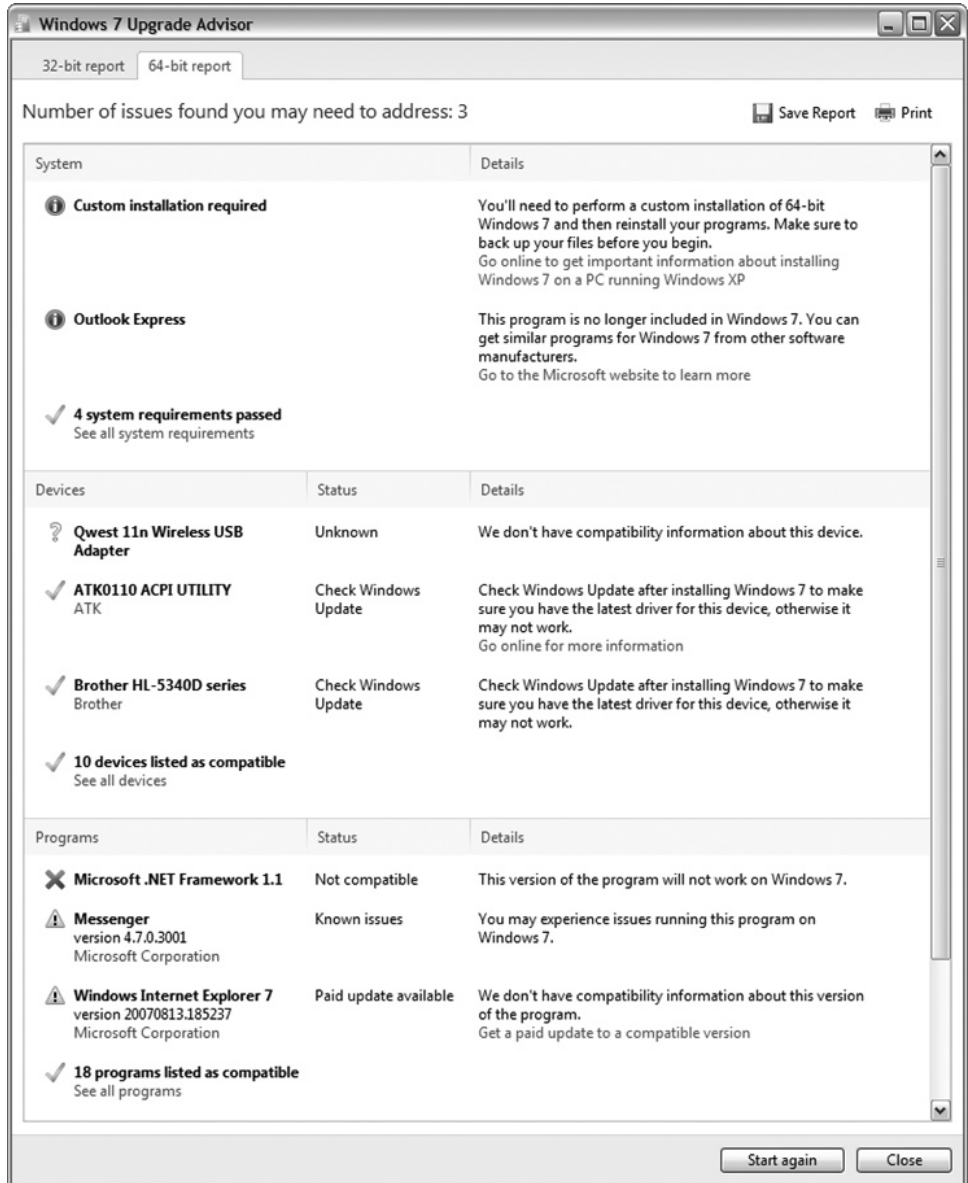 Windows 7 Upgrade Advisor
32-bit report
64-bit report
Number of issues found you may need to address: 3
Save Report
Print
System
Details
Custom installation required
You'll need to perform a custom installation of 64-bit
Windows 7 and then reinstall your programs. Make sure to
back up your files before you begin.
Go online to get important information about installing
Windows 7 on a PC running Windows XP
Outlook Express
This program is no longer included in Windows 7. You can
get similar programs for Windows 7 from other software
manufacturers.
Go to the Microsoft website to learn more
4 system requirements passed
See all system requirements
Devices
Status
Details
Qwest 11n Wireless USB
Adapter
Unknown
We don't have compatibility information about this device.
ATK0110 ACPI UTILITY
ATK
Check Windows
Update
Check Windows Update after installing Windows 7 to make
sure you have the latest driver for this device, otherwise it
may not work.
Go online for more information
Brother HL-5340D series
Brother
Check Windows
Update
Check Windows Update after installing Windows 7 to make
sure you have the latest driver for this device, otherwise it
may not work.
10 devices listed as compatible
See all devices
Programs
Status
Details
Microsoft .NET Framework 1.1
Not compatible
This version of the program will not work on Windows 7.
Messenger
version 4.7.0.3001
Microsoft Corporation
Known issues
You may experience issues running this program on
Windows 7.
Windows Internet Explorer 7
version 20070813.185237
Microsoft Corporation
Paid update available
We don't have compatibility information about this version
of the program.
Get a paid update to a compatible version
18 programs listed as compatible
See all programs
Start again
Close